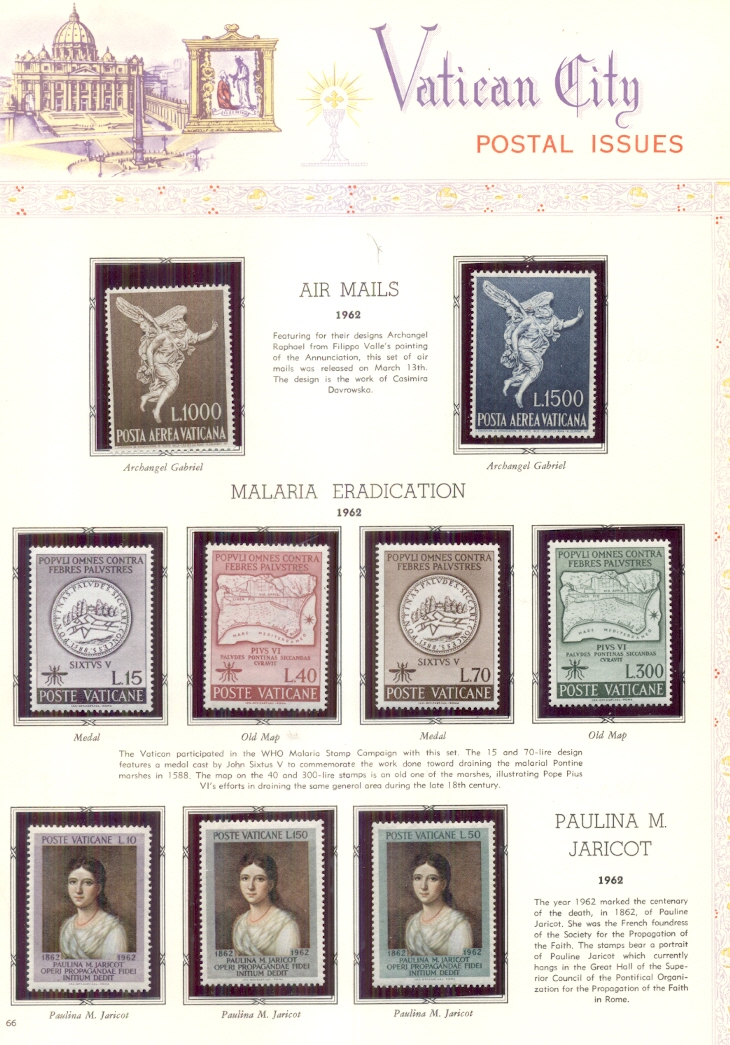 Vatican City
POSTAL ISSUES
AIR MAILS
1962
Featuring for their designs Archangel
Raphael from Filippo Valle's painting
of the Annunciation, this set of air
mails was released on March 13th.
The design is the work of Casimira
Davrowska.
L.1000
POSTA AEREA VATICANA
Archangel Gabriel
L.1500
POSTA AEREA VATICANA
Archangel Gabriel
MALARIA ERADICATION
1962
POPVLI OMNES CONTRA
FEBRES PALVSTRES
SIXTVS V
L.15
POSTE VATICANE
Medal
POPVLI OMNES CONTRA
FEBRES PALVSTRES
MARE MEDITERRANEVM
PIVS VI
PALVDES PONTINAS SICCANDAS
CVRAVIT
L.40
POSTE VATICANE
Old Map
POPVLI OMNES CONTRA
FEBRES PALVSTRES
SIXTVS V
L.70
POSTE VATICANE
Medal
POPVLI OMNES CONTRA
FEBRES PALVSTRES
MARE MEDITERRANEVM
PIVS VI
PALVDES PONTINAS SICCANDAS
CVRAVIT
L.300
POSTE VATICANE
Old Map
The Vatican participated in the WHO Malaria Stamp Campaign with this set. The 15 and 70-lire design
features a medal cast by John Sixtus V to commemorate the work done toward draining the malarial Pontine
marshes in 1588. The map on the 40 and 300-lire stamps is an old one of the marshes, illustrating Pope Pius
VI's efforts in draining the same general area during the late 18th century.
POSTE VATICANE L.10
1862 1962
PAULINA M. JARICOT
OPERI PROPAGANDAE FIDEI
INITIUM DEDIT
Paulina M. Jaricot
POSTE VATICANE L.150
1862 1962
PAULINA M. JARICOT
OPERI PROPAGANDAE FIDEI
INITIUM DEDIT
Paulina M. Jaricot
POSTE VATICANE L.50
1862 1962
PAULINA M. JARICOT
OPERI PROPAGANDAE FIDEI
INITIUM DEDIT
Paulina M. Jaricot
PAULINA M.
JARICOT
1962
The year 1962 marked the centenary
of the death, in 1862, of Pauline
Jaricot. She was the French foundress
of the Society for the Propagation of
the Faith. The stamps bear a portrait
of Pauline Jaricot which currently
hangs in the Great Hall of the Supe-
rior Council of the Pontifical Organi-
zation for the Propagation of the Faith
in Rome.
66